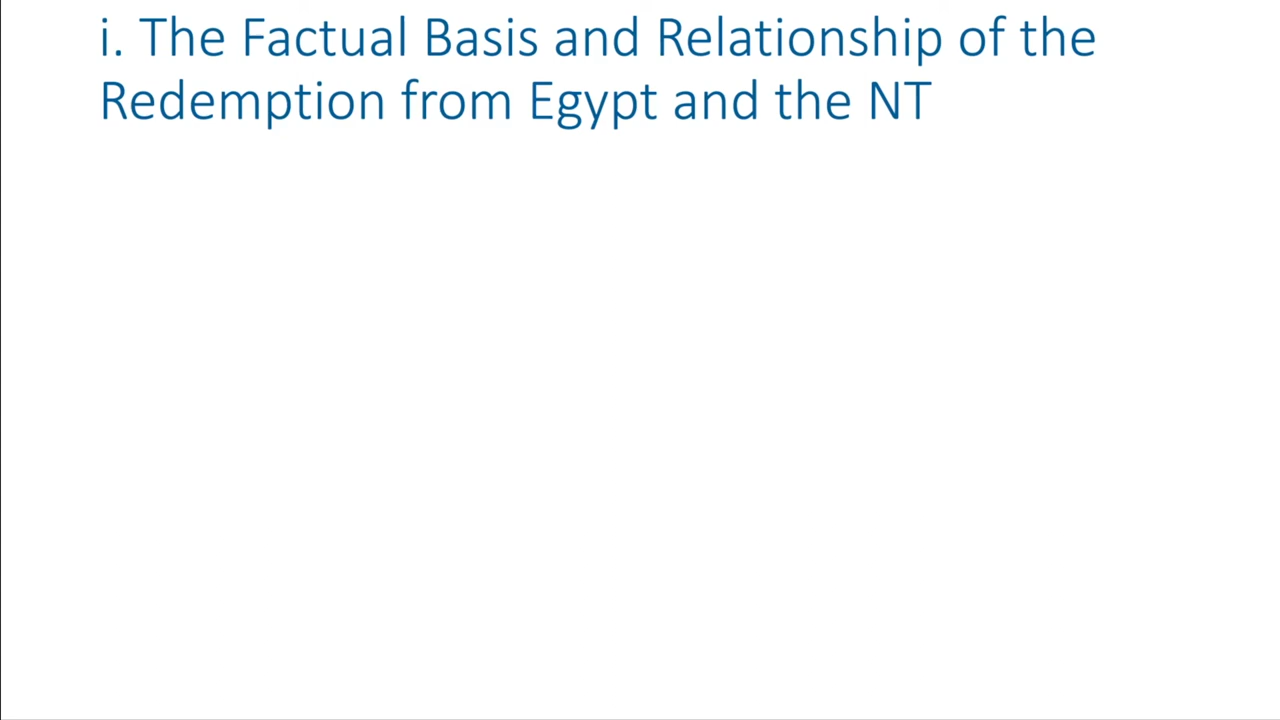 i. The Factual Basis and Relationship of the
Redemption from Egypt and the NT